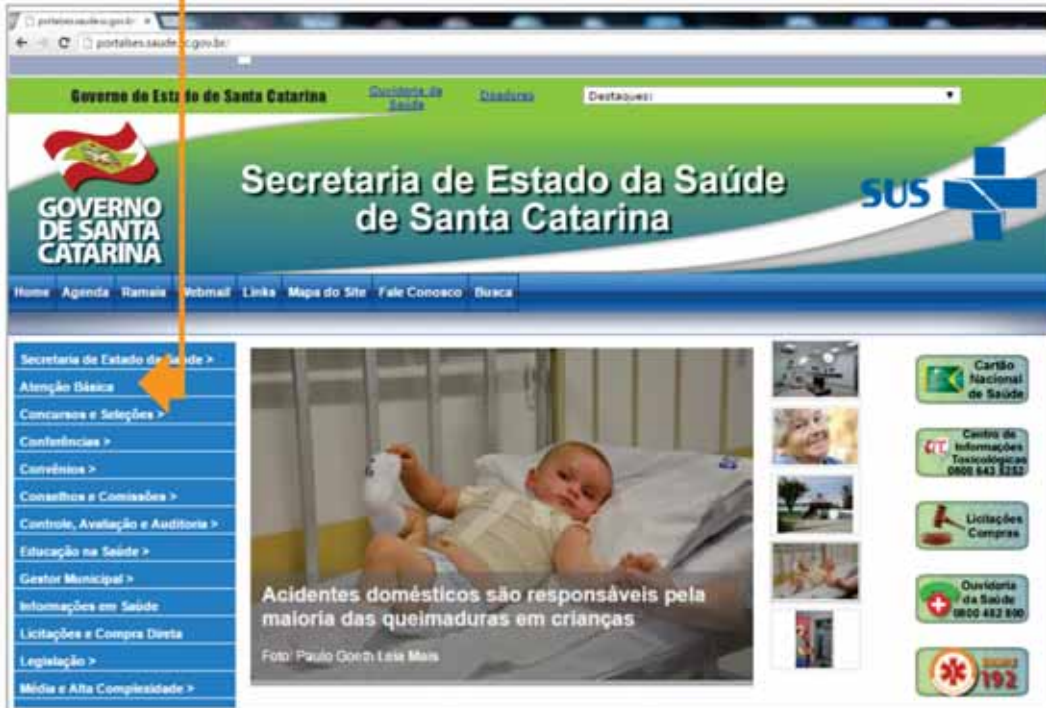 portalses.saude.sc.gov.br
Governo do Estado de Santa Catarina
Ouvidoria da
Saúde
Doadores
Destaques:
GOVERNO
DE SANTA
CATARINA
Secretaria de Estado da Saúde
de Santa Catarina
SUS
Home Agenda Ramais Webmail Links Mapa do Site Fale Conosco Busca
Secretaria de Estado da Saúde >
Atenção Básica
Concursos e Seleções >
Conferências >
Convênios >
Conselhos e Comissões >
Controle, Avaliação e Auditoria >
Educação na Saúde >
Gestor Municipal >
Informações em Saúde
Licitações e Compra Direta
Legislação >
Média e Alta Complexidade >
Acidentes domésticos são responsáveis pela
maioria das queimaduras em crianças
Foto: Paulo Goeth Leia Mais
Cartão
Nacional
de Saúde
CIT
Centro de
Informações
Toxicológicas
0800 643 5252
Licitações
Compras
Ouvidoria
da Saúde
0800 482 800
192